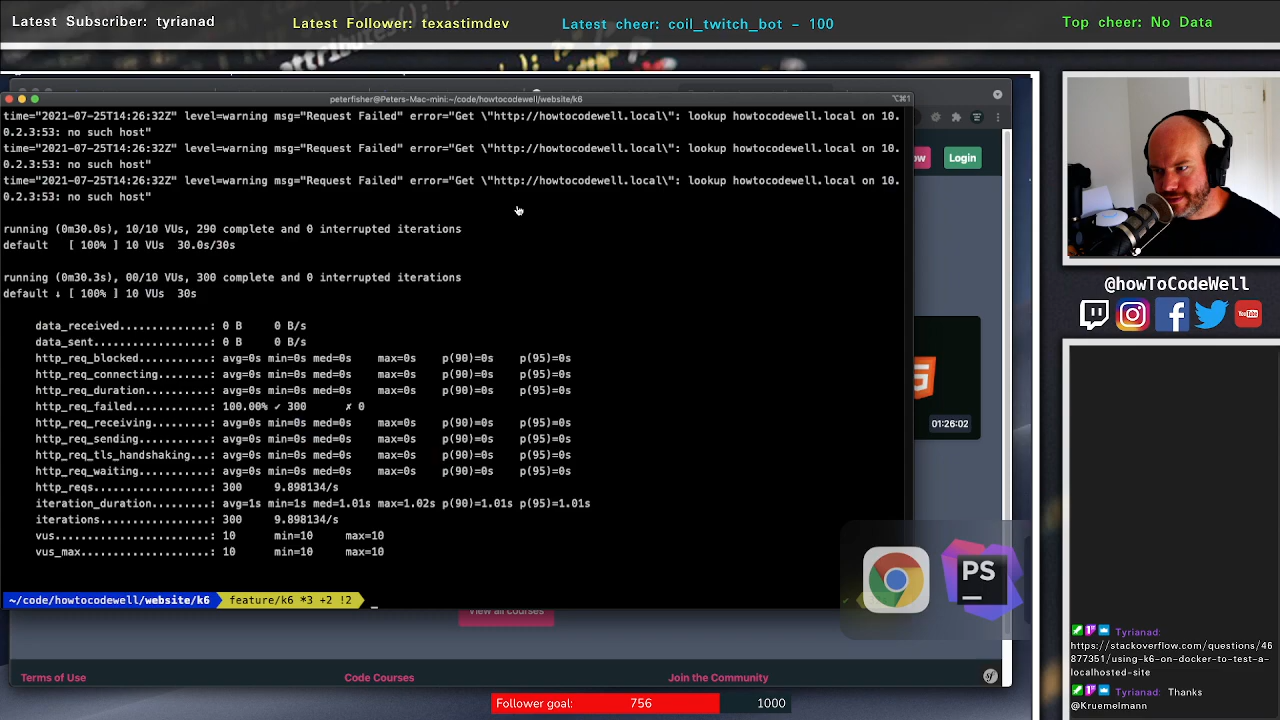 Latest Subscriber: tyrianad
Latest Follower: texastimdev
Latest cheer: coil_twitch_bot - 100
Top cheer: No Data
attributes():
peterfisher@Peters-Mac-mini:~/code/howtocodewell/website/k6
⌥⌘1
time="2021-07-25T14:26:32Z" level=warning msg="Request Failed" error="Get \"http://howtocodewell.local\": lookup howtocodewell.local on 10.
0.2.3:53: no such host"
time="2021-07-25T14:26:32Z" level=warning msg="Request Failed" error="Get \"http://howtocodewell.local\": lookup howtocodewell.local on 10.
0.2.3:53: no such host"
time="2021-07-25T14:26:32Z" level=warning msg="Request Failed" error="Get \"http://howtocodewell.local\": lookup howtocodewell.local on 10.
0.2.3:53: no such host"
running (0m30.0s), 10/10 VUs, 290 complete and 0 interrupted iterations
default   [ 100% ] 10 VUs  30.0s/30s
running (0m30.3s), 00/10 VUs, 300 complete and 0 interrupted iterations
default ↓ [ 100% ] 10 VUs  30s
data_received..............: 0 B    0 B/s
data_sent..................: 0 B    0 B/s
http_req_blocked...........: avg=0s min=0s med=0s    max=0s    p(90)=0s    p(95)=0s
http_req_connecting........: avg=0s min=0s med=0s    max=0s    p(90)=0s    p(95)=0s
http_req_duration..........: avg=0s min=0s med=0s    max=0s    p(90)=0s    p(95)=0s
http_req_failed............: 100.00% ✓ 300      ✗ 0
http_req_receiving.........: avg=0s min=0s med=0s    max=0s    p(90)=0s    p(95)=0s
http_req_sending...........: avg=0s min=0s med=0s    max=0s    p(90)=0s    p(95)=0s
http_req_tls_handshaking...: avg=0s min=0s med=0s    max=0s    p(90)=0s    p(95)=0s
http_req_waiting...........: avg=0s min=0s med=0s    max=0s    p(90)=0s    p(95)=0s
http_reqs..................: 300    9.898134/s
iteration_duration.........: avg=1s min=1s med=1.01s max=1.02s p(90)=1.01s p(95)=1.01s
iterations.................: 300    9.898134/s
vus........................: 10     min=10     max=10
vus_max....................: 10     min=10     max=10
~/code/howtocodewell/website/k6
feature/k6 *3 +2 !2
ow
Login
01:26:02
PS
View all courses
Terms of Use
Code Courses
Join the Community
sf
Follower goal:
756
1000
@howToCodeWell
You Tube
Tyrianad:
https://stackoverflow.com/questions/46
877351/using-k6-on-docker-to-test-a-
localhosted-site
Tyrianad: Thanks
@Kruemelmann